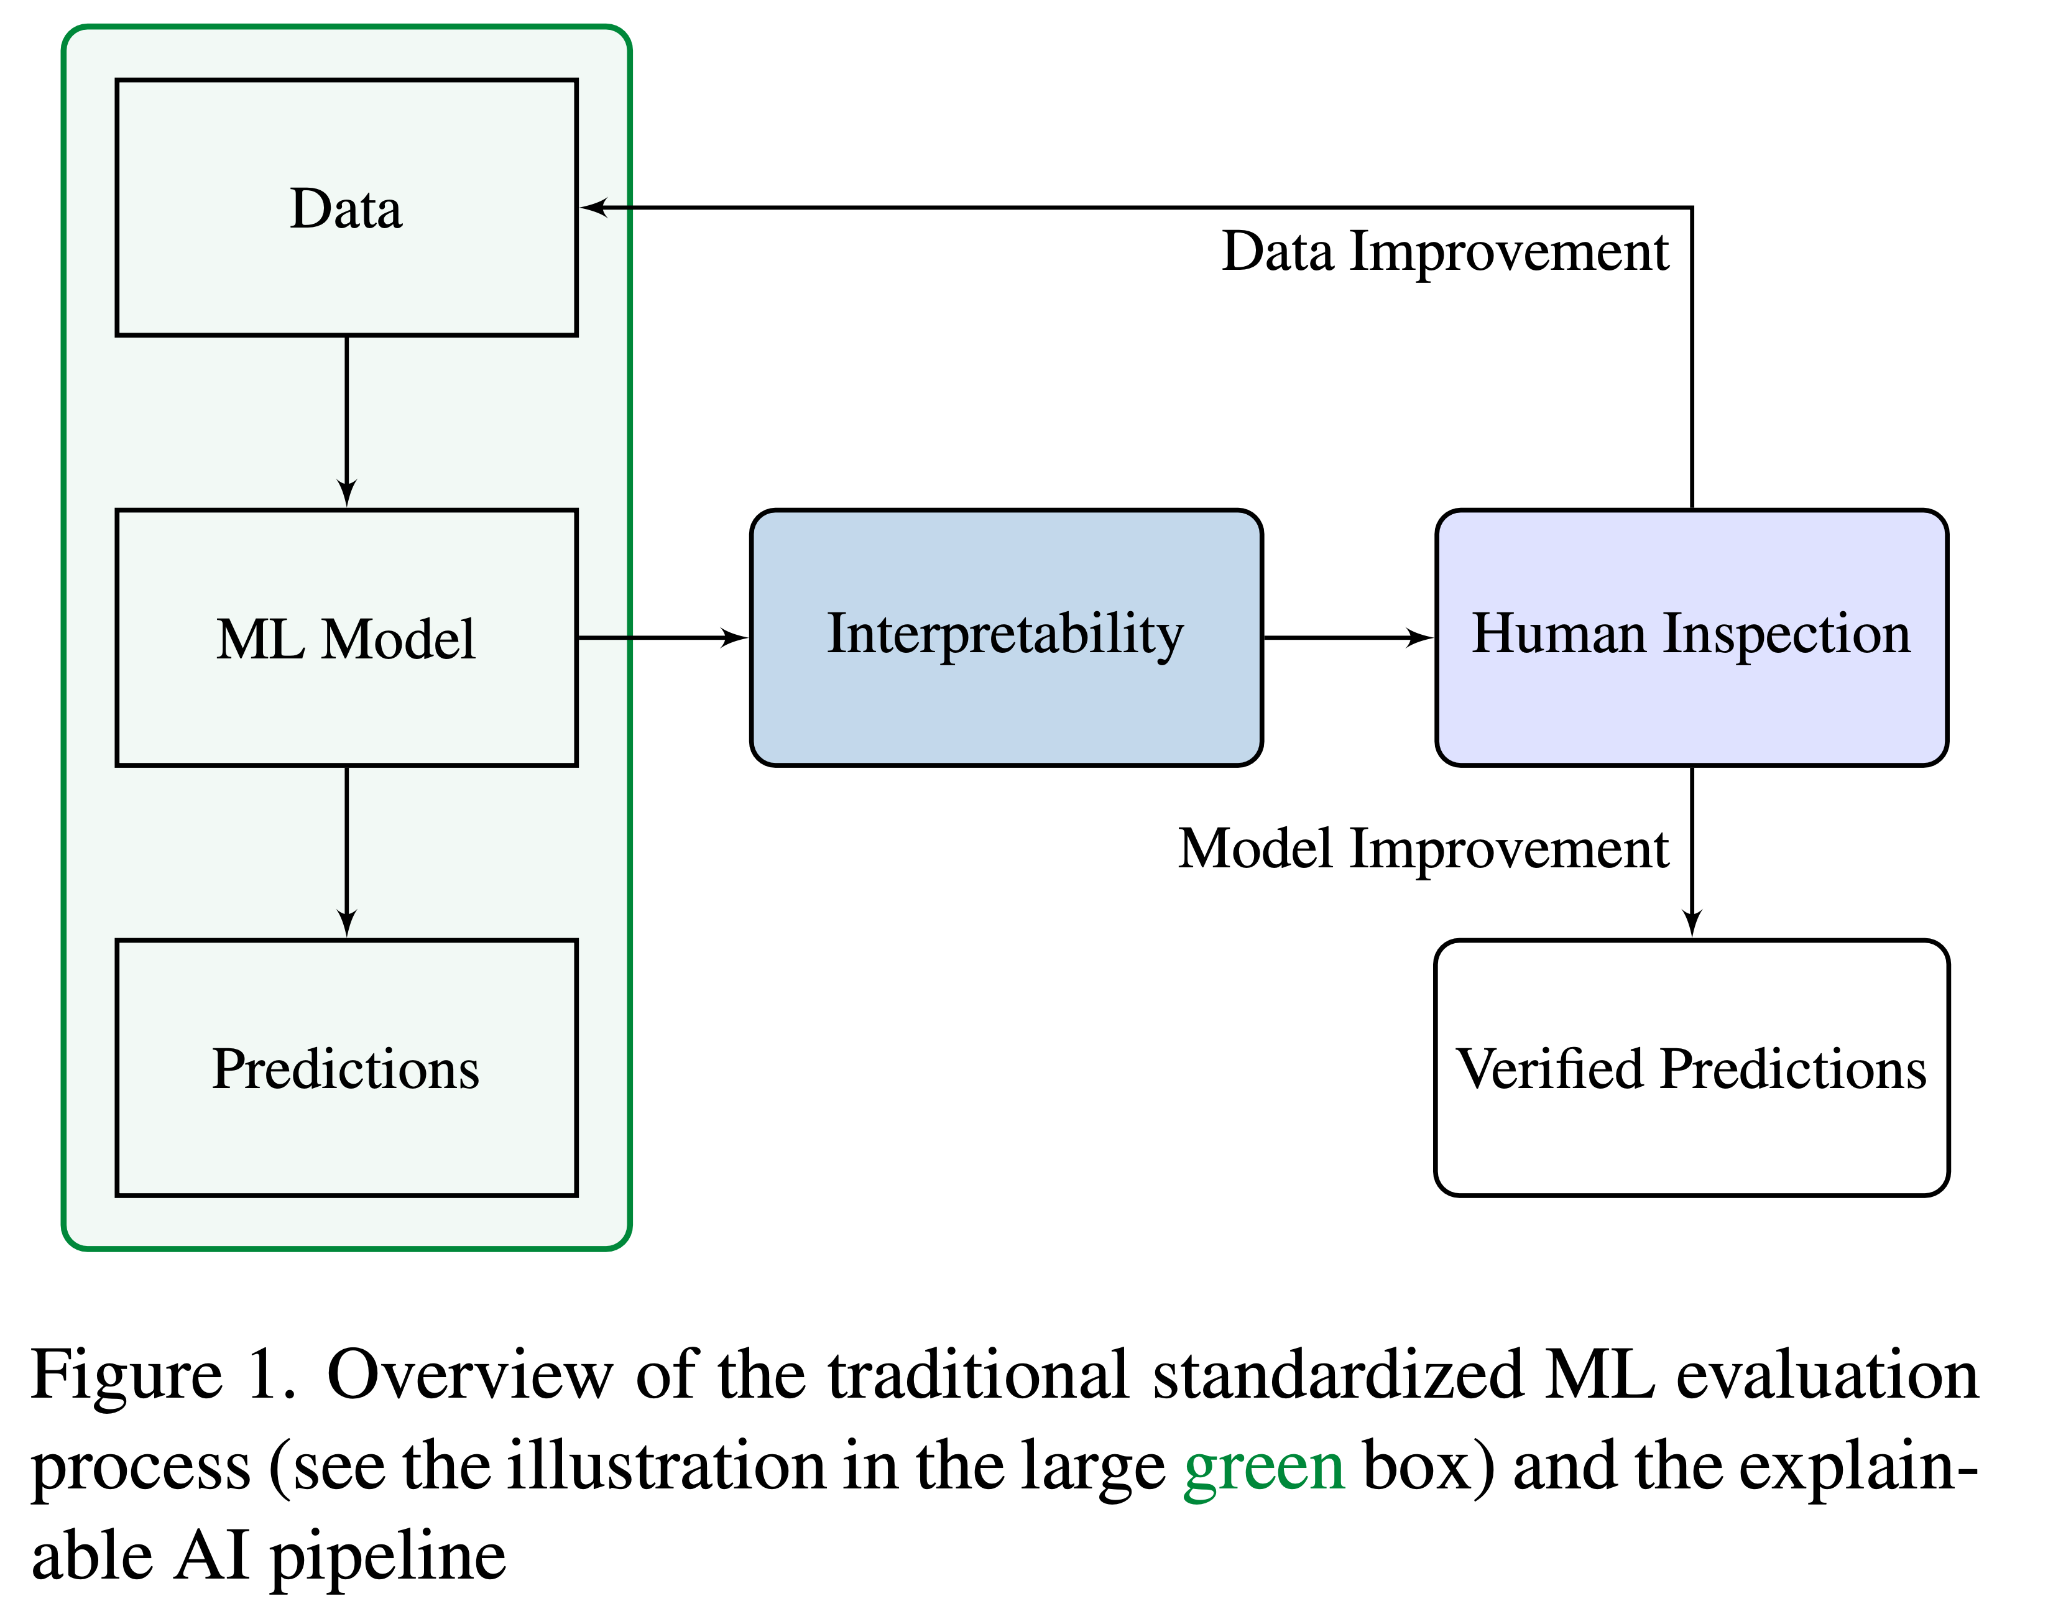 Data
Data Improvement
ML Model
Interpretability
Human Inspection
Model Improvement
Predictions
Verified Predictions
Figure 1. Overview of the traditional standardized ML evaluation
process (see the illustration in the large green box) and the explain-
able AI pipeline